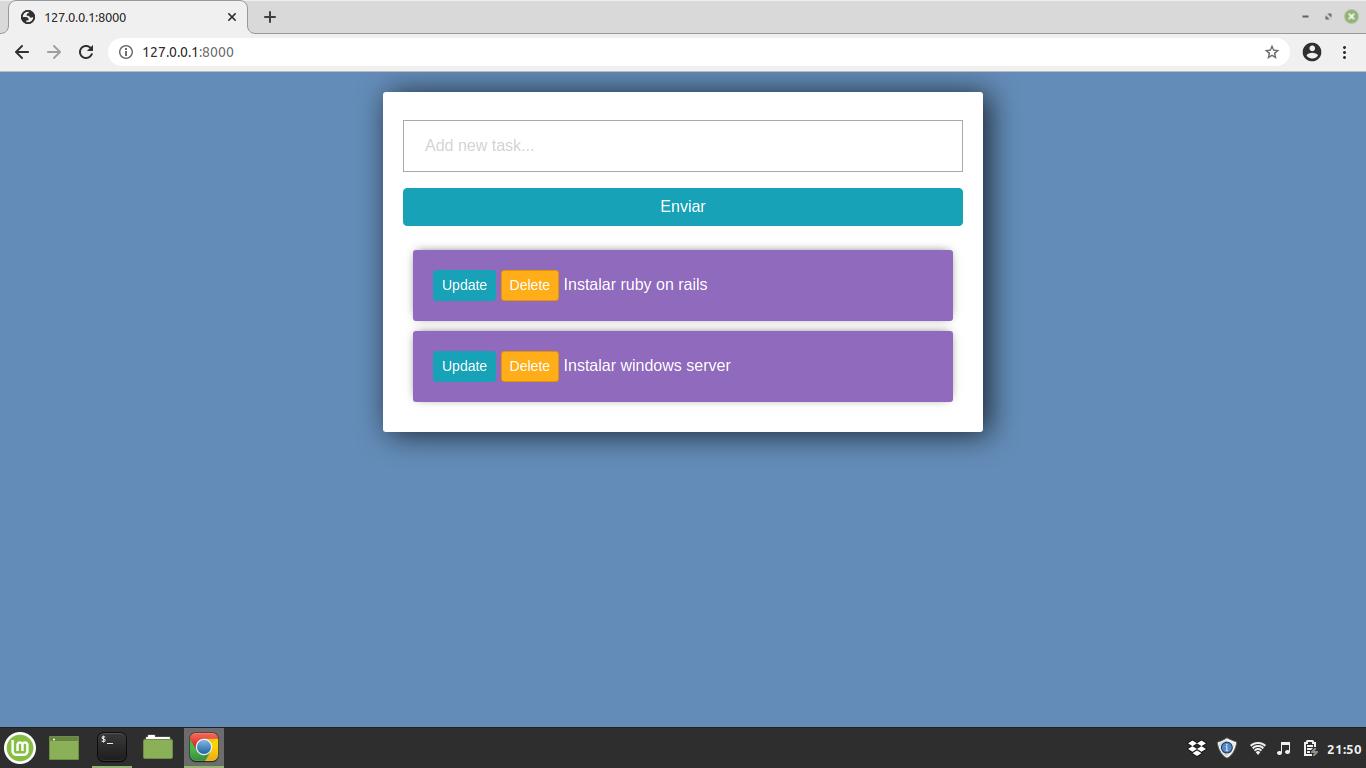 127.0.0.1:8000
127.0.0.1:8000
Add new task...
Enviar
Update Delete Instalar ruby on rails
Update Delete Instalar windows server
$_
21:50